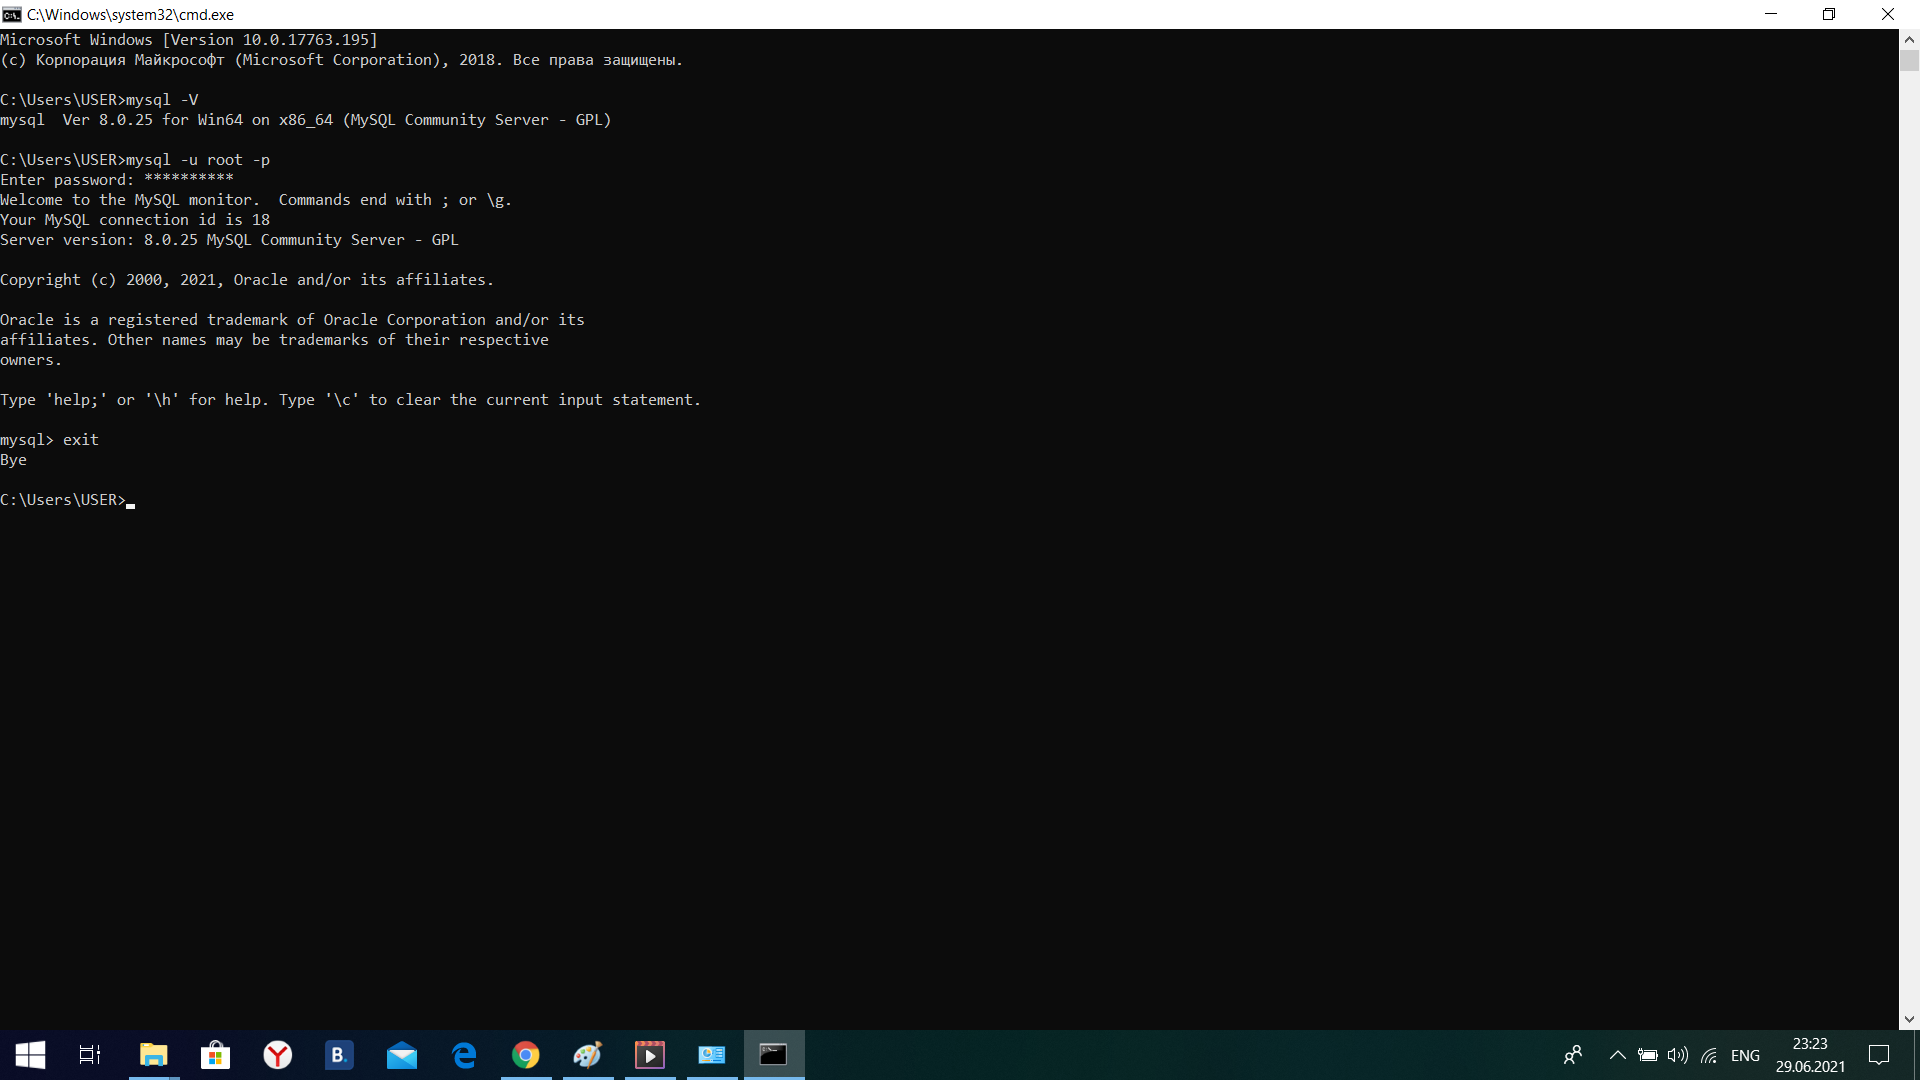 C:\Windows\system32\cmd.exe
Microsoft Windows [Version 10.0.17763.195]
(c) Корпорация Майкрософт (Microsoft Corporation), 2018. Все права защищены.
C:\Users\USER>mysql -V
mysql  Ver 8.0.25 for Win64 on x86_64 (MySQL Community Server - GPL)
C:\Users\USER>mysql -u root -p
Enter password: **********
Welcome to the MySQL monitor.  Commands end with ; or \g.
Your MySQL connection id is 18
Server version: 8.0.25 MySQL Community Server - GPL
Copyright (c) 2000, 2021, Oracle and/or its affiliates.
Oracle is a registered trademark of Oracle Corporation and/or its
affiliates. Other names may be trademarks of their respective
owners.
Type 'help;' or '\h' for help. Type '\c' to clear the current input statement.
mysql> exit
Bye
C:\Users\USER>
B.
ENG
23:23
29.06.2021